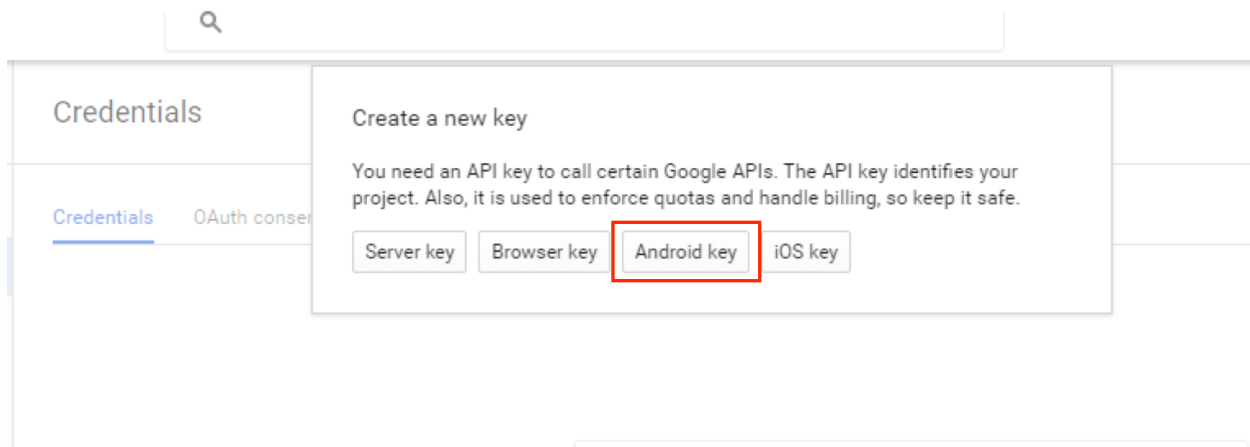 Credentials
Create a new key
You need an API key to call certain Google APIs. The API key identifies your
project. Also, it is used to enforce quotas and handle billing, so keep it safe.
Credentials OAuth conser
Server key Browser key Android key iOS key